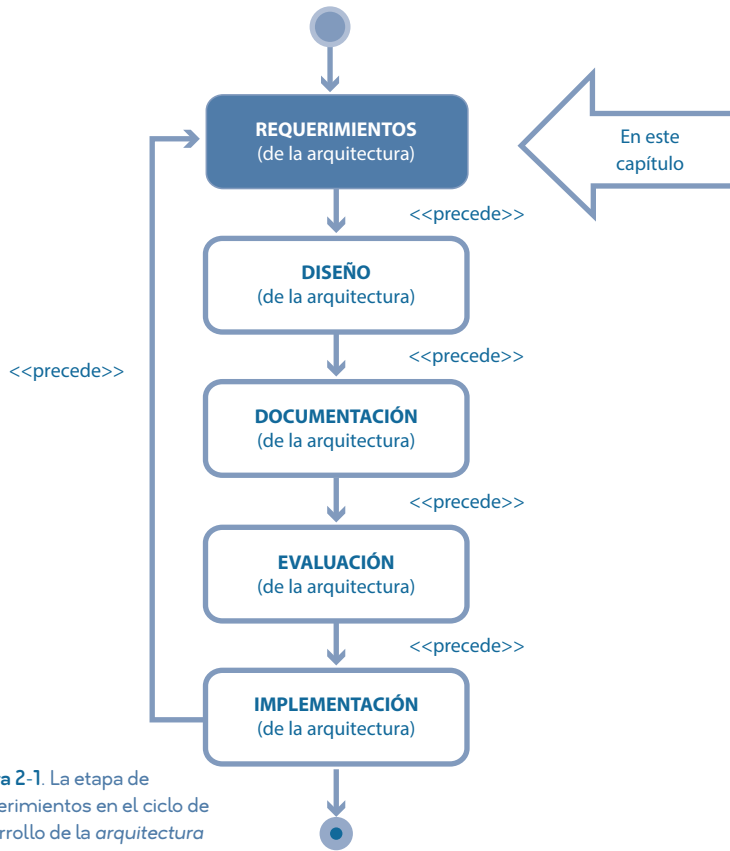 REQUERIMIENTOS
(de la arquitectura)
En este
capítulo
<<precede>>
DISEÑO
(de la arquitectura)
<<precede>>
<<precede>>
DOCUMENTACIÓN
(de la arquitectura)
<<precede>>
EVALUACIÓN
(de la arquitectura)
<<precede>>
IMPLEMENTACIÓN
(de la arquitectura)
2-1. La etapa de
en el ciclo de
de la arquitectura